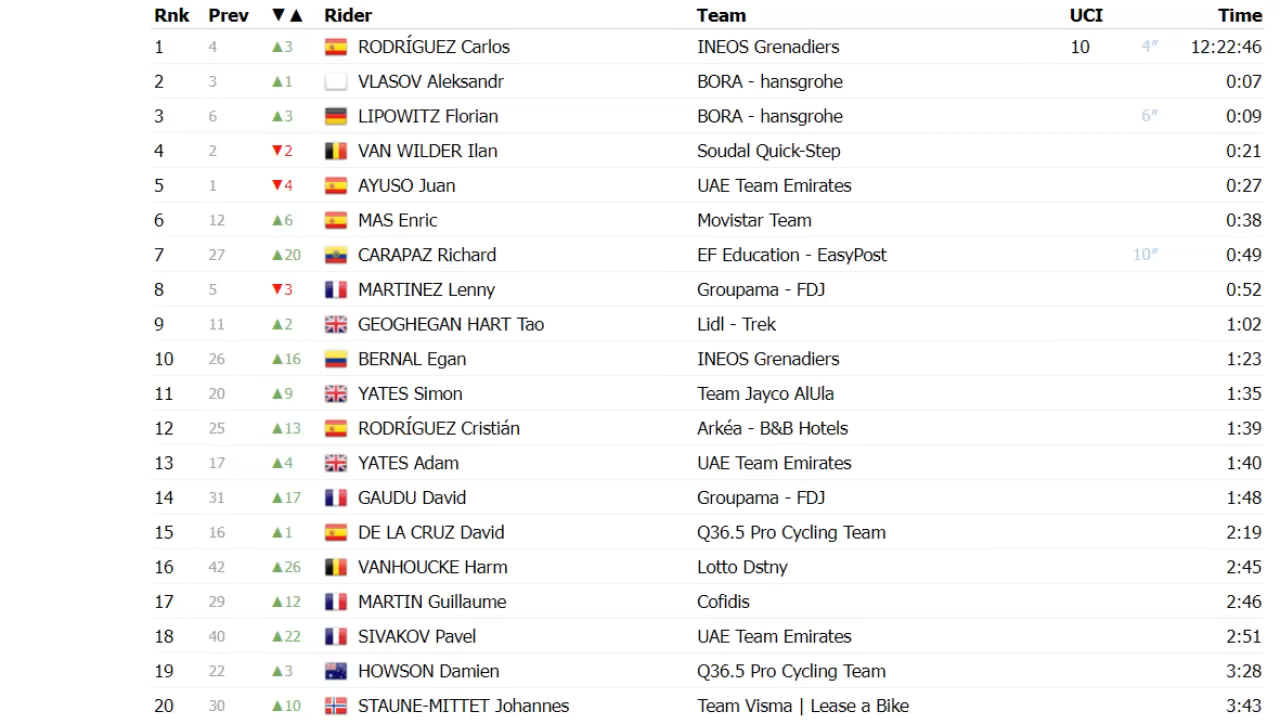 Rnk Prev ▼▲ Rider Team UCI Time
1 4 ▲3 RODRÍGUEZ Carlos INEOS Grenadiers 10 4″ 12:22:46
2 3 ▲1 VLASOV Aleksandr BORA - hansgrohe 0:07
3 6 ▲3 LIPOWITZ Florian BORA - hansgrohe 6″ 0:09
4 2 ▼2 VAN WILDER Ilan Soudal Quick-Step 0:21
5 1 ▼4 AYUSO Juan UAE Team Emirates 0:27
6 12 ▲6 MAS Enric Movistar Team 0:38
7 27 ▲20 CARAPAZ Richard EF Education - EasyPost 10″ 0:49
8 5 ▼3 MARTINEZ Lenny Groupama - FDJ 0:52
9 11 ▲2 GEOGHEGAN HART Tao Lidl - Trek 1:02
10 26 ▲16 BERNAL Egan INEOS Grenadiers 1:23
11 20 ▲9 YATES Simon Team Jayco AlUla 1:35
12 25 ▲13 RODRÍGUEZ Cristián Arkéa - B&B Hotels 1:39
13 17 ▲4 YATES Adam UAE Team Emirates 1:40
14 31 ▲17 GAUDU David Groupama - FDJ 1:48
15 16 ▲1 DE LA CRUZ David Q36.5 Pro Cycling Team 2:19
16 42 ▲26 VANHOUCKE Harm Lotto Dstny 2:45
17 29 ▲12 MARTIN Guillaume Cofidis 2:46
18 40 ▲22 SIVAKOV Pavel UAE Team Emirates 2:51
19 22 ▲3 HOWSON Damien Q36.5 Pro Cycling Team 3:28
20 30 ▲10 STAUNE-MITTET Johannes Team Visma | Lease a Bike 3:43